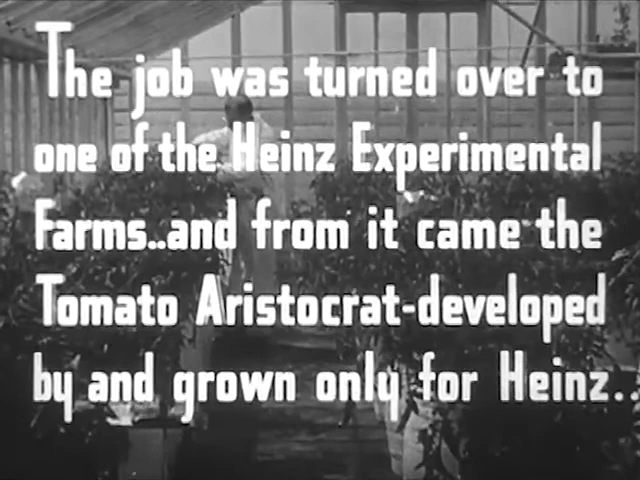 The job was turned over to
one of the Heinz Experimental
Farms..and from it came the
Tomato Aristocrat-developed
by and grown only for Heinz..